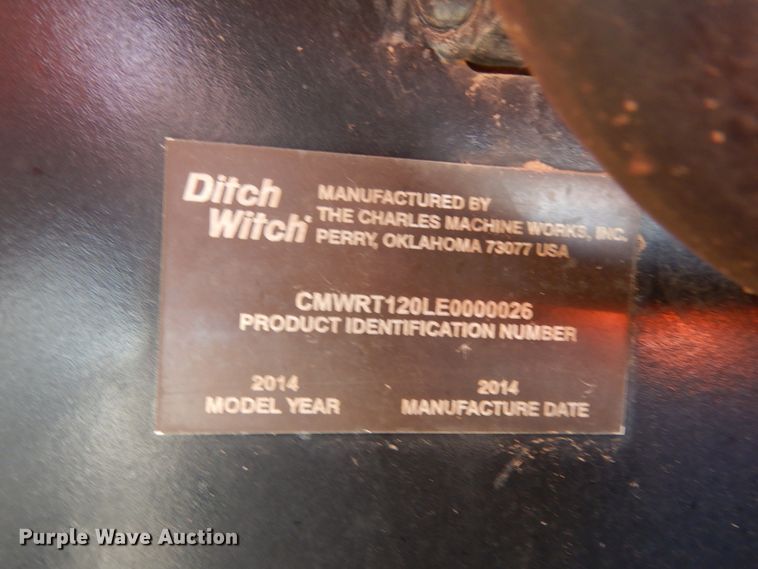 Ditch
Witch®
MANUFACTURED BY
THE CHARLES MACHINE WORKS, INC.
PERRY, OKLAHOMA 73077 USA
CMWRT120LE0000026
PRODUCT IDENTIFICATION NUMBER
2014
MODEL YEAR
2014
MANUFACTURE DATE
Purple Wave Auction